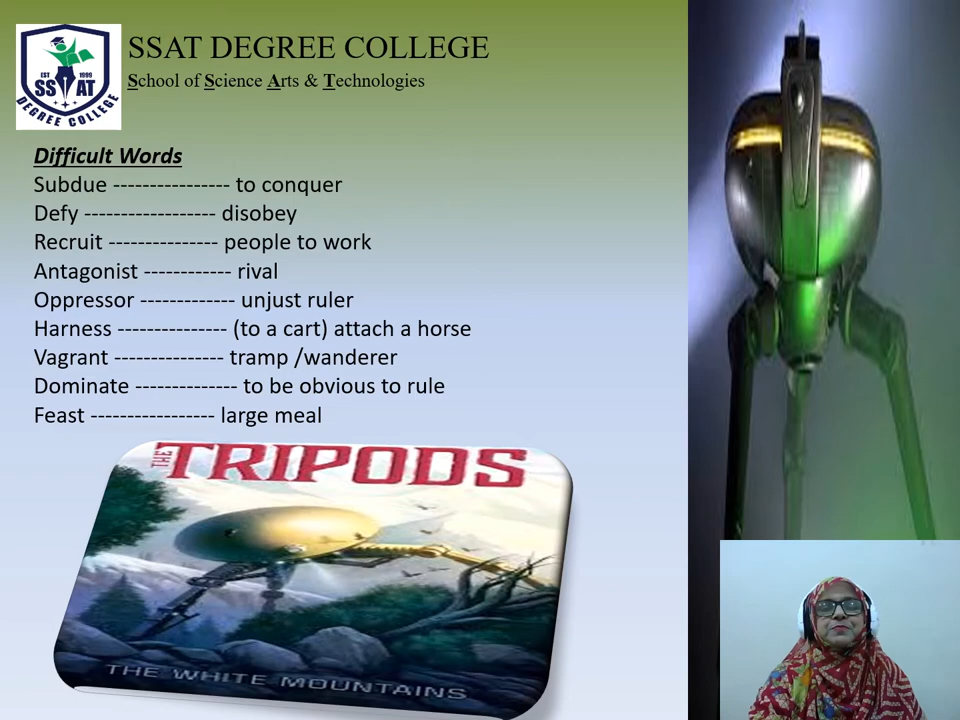 EST 1999
SSAT
DEGREE COLLEGE
SSAT DEGREE COLLEGE
School of Science Arts & Technologies
Difficult Words
Subdue ---------------- to conquer
Defy ------------------ disobey
Recruit --------------- people to work
Antagonist ------------ rival
Oppressor ------------- unjust ruler
Harness --------------- (to a cart) attach a horse
Vagrant --------------- tramp /wanderer
Dominate -------------- to be obvious to rule
Feast ----------------- large meal
THE TRIPODS
THE WHITE MOUNTAINS